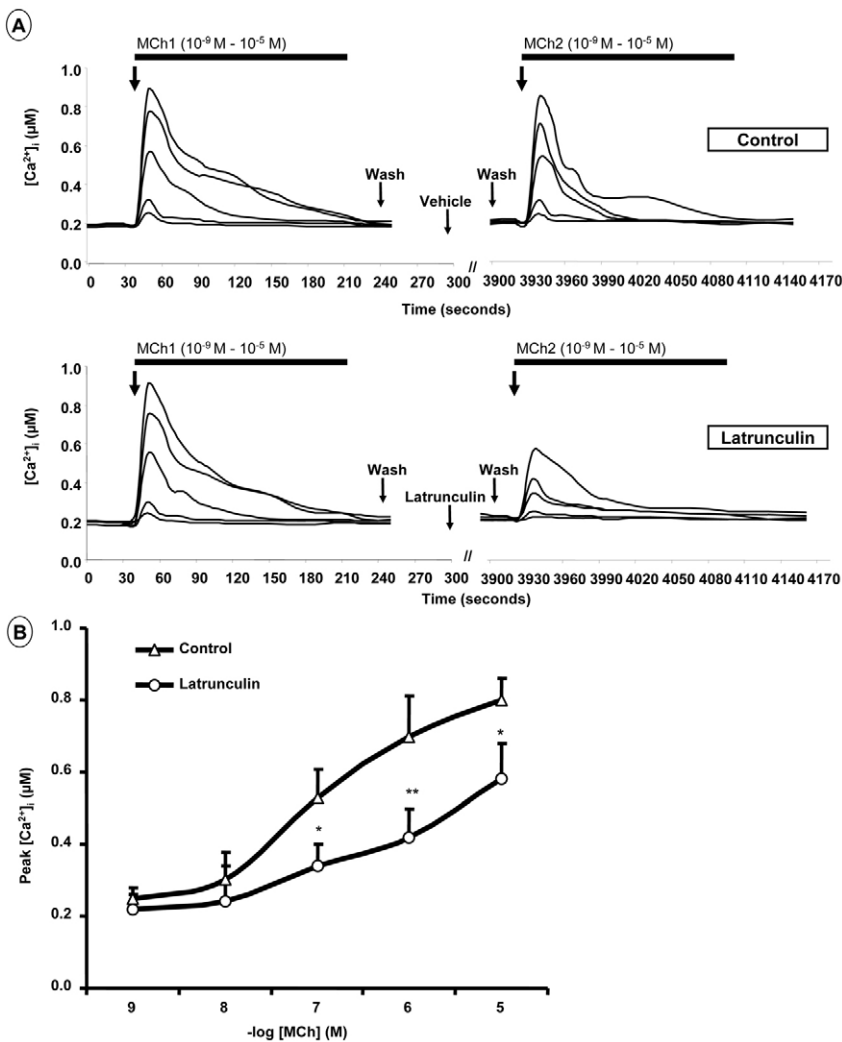 A
MCh1 (10⁻⁹ M - 10⁻⁵ M)
MCh2 (10⁻⁹ M - 10⁻⁵ M)
[Ca²⁺]ᵢ (μM)
1.0
0.8
0.6
0.4
0.2
0.0
Wash
Vehicle
Wash
Control
0 30 60 90 120 150 180 210 240 270 300 // 3900 3930 3960 3990 4020 4050 4080 4110 4140 4170
Time (seconds)
MCh1 (10⁻⁹ M - 10⁻⁵ M)
MCh2 (10⁻⁹ M - 10⁻⁵ M)
[Ca²⁺]ᵢ (μM)
1.0
0.8
0.6
0.4
0.2
0.0
Wash
Latrunculin
Wash
Latrunculin
0 30 60 90 120 150 180 210 240 270 300 // 3900 3930 3960 3990 4020 4050 4080 4110 4140 4170
Time (seconds)
B
Peak [Ca²⁺]ᵢ (μM)
1.0
0.8
0.6
0.4
0.2
0.0
Control
Latrunculin
*
**
*
9 8 7 6 5
-log [MCh] (M)